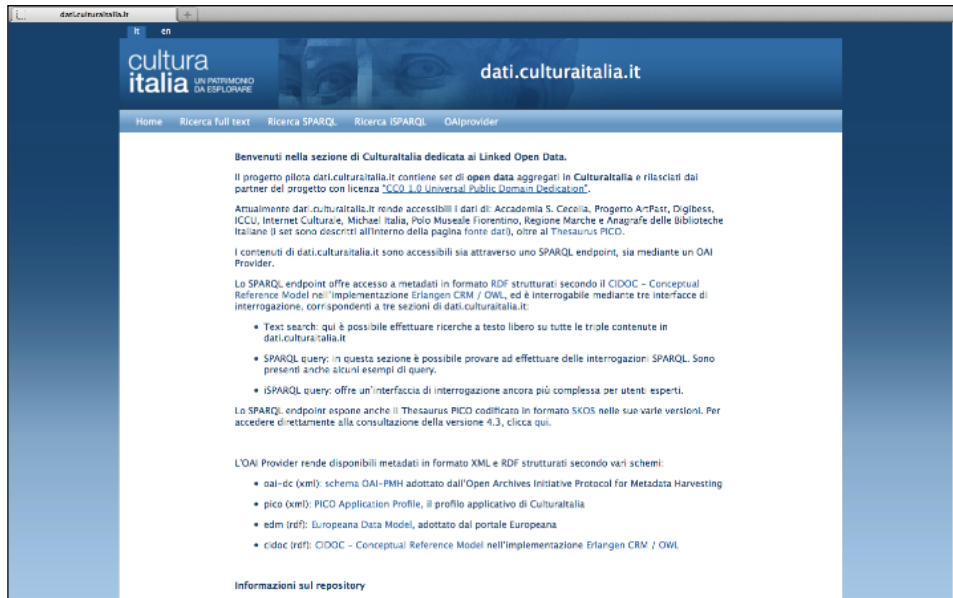 dati.culturaitalia.it
it en
cultura
italia UN PATRIMONIO
DA ESPLORARE
dati.culturaitalia.it
Home Ricerca full text Ricerca SPARQL Ricerca iSPARQL OAIprovider
Benvenuti nella sezione di CulturaItalia dedicata ai Linked Open Data.
Il progetto pilota dati.culturaitalia.it contiene set di open data aggregati in CulturaItalia e rilasciati dai
partner del progetto con licenza "CC0 1.0 Universal Public Domain Dedication".
Attualmente dati.culturaitalia.it rende accessibili i dati di: Accademia S. Cecelia, Progetto ArtPast, Digibess,
ICCU, Internet Culturale, Michael Italia, Polo Museale Fiorentino, Regione Marche e Anagrafe delle Biblioteche
Italiane (i set sono descritti all'interno della pagina fonte dati), oltre al Thesaurus PICO.
I contenuti di dati.culturaitalia.it sono accessibili sia attraverso uno SPARQL endpoint, sia mediante un OAI
Provider.
Lo SPARQL endpoint offre accesso a metadati in formato RDF strutturati secondo il CIDOC - Conceptual
Reference Model nell'implementazione Erlangen CRM / OWL, ed è interrogabile mediante tre interfacce di
interrogazione, corrispondenti a tre sezioni di dati.culturaitalia.it:
• Text search: qui è possibile effettuare ricerche a testo libero su tutte le triple contenute in
dati.culturaitalia.it
• SPARQL query: in questa sezione è possibile provare ad effettuare delle interrogazioni SPARQL. Sono
presenti anche alcuni esempi di query.
• iSPARQL query: offre un'interfaccia di interrogazione ancora più complessa per utenti esperti.
Lo SPARQL endpoint espone anche il Thesaurus PICO codificato in formato SKOS nelle sue varie versioni. Per
accedere direttamente alla consultazione della versione 4.3, clicca qui.
L'OAI Provider rende disponibili metadati in formato XML e RDF strutturati secondo vari schemi:
• oai-dc (xml): schema OAI-PMH adottato dall'Open Archives Initiative Protocol for Metadata Harvesting
• pico (xml): PICO Application Profile, il profilo applicativo di CulturaItalia
• edm (rdf): Europeana Data Model, adottato dal portale Europeana
• cidoc (rdf): CIDOC - Conceptual Reference Model nell'implementazione Erlangen CRM / OWL
Informazioni sul repository